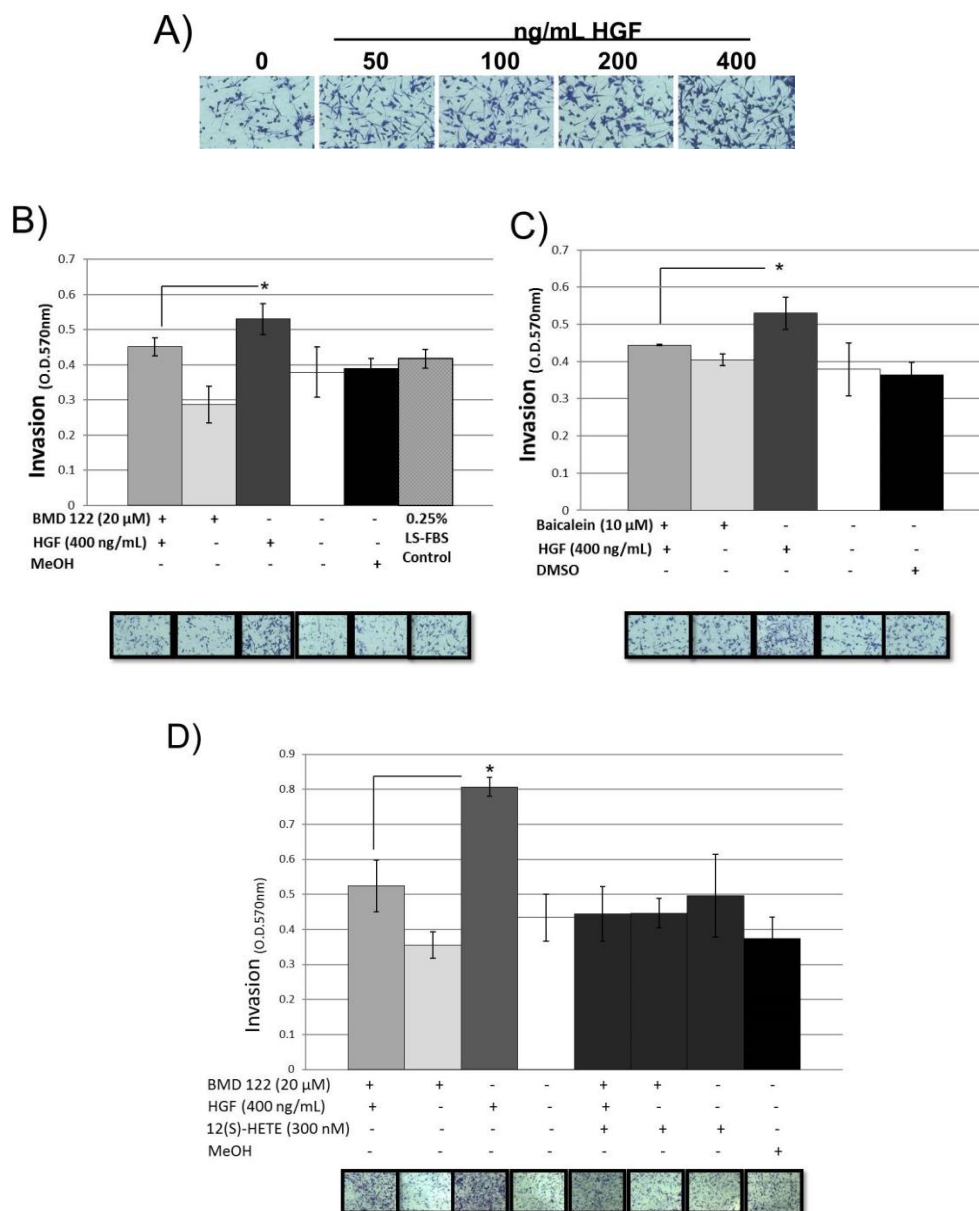 A)
ng/mL HGF
0 50 100 200 400
B)
0.7
0.6
0.5
0.4
0.3
0.2
0.1
0
Invasion (O.D.570nm)
*
BMD 122 (20 µM) + + - - - 0.25%
HGF (400 ng/mL) + - + - - LS-FBS
MeOH - - - - + Control
C)
0.7
0.6
0.5
0.4
0.3
0.2
0.1
0
Invasion (O.D.570nm)
*
Baicalein (10 µM) + + - - -
HGF (400 ng/mL) + - + - -
DMSO - - - - +
D)
0.9
0.8
0.7
0.6
0.5
0.4
0.3
0.2
0.1
0
Invasion (O.D.570nm)
*
BMD 122 (20 µM) + + - - + + - -
HGF (400 ng/mL) + - + - + - - -
12(S)-HETE (300 nM) - - - - + + + -
MeOH - - - - - - - +